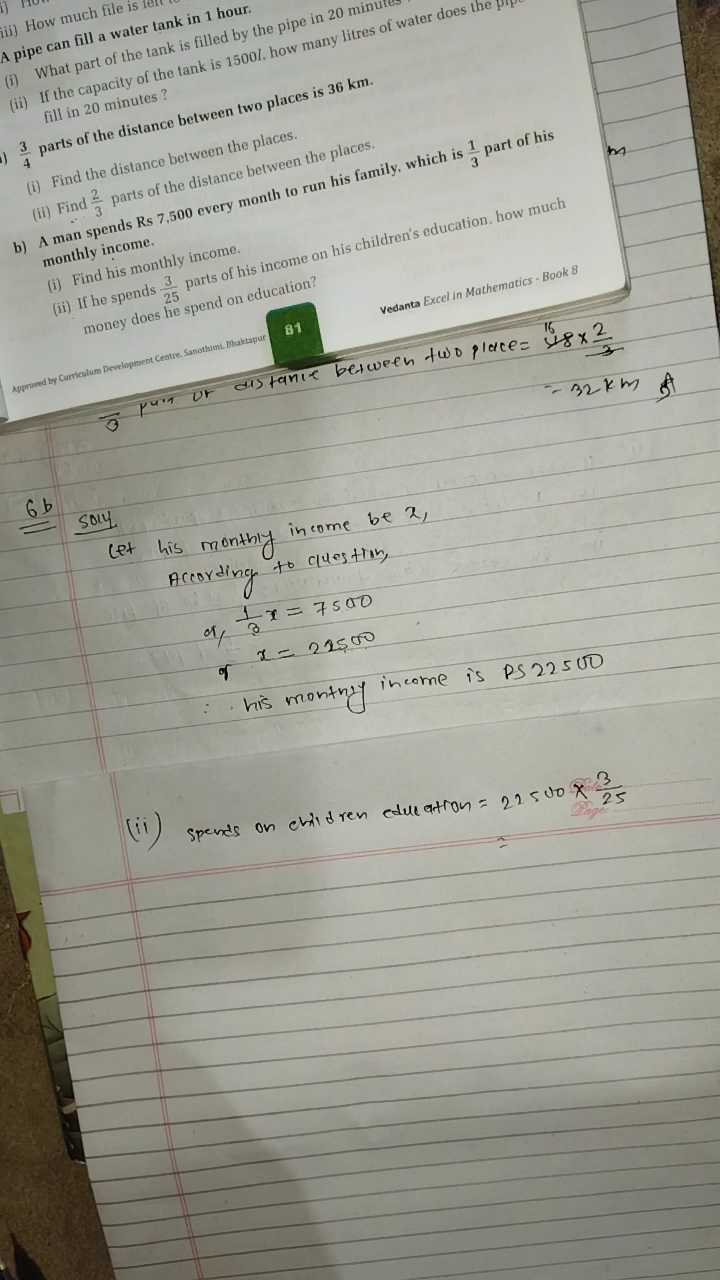 iii) How much file is left to
A pipe can fill a water tank in 1 hour.
(i) What part of the tank is filled by the pipe in 20 minutes
(ii) If the capacity of the tank is 1500l, how many litres of water does the pipe
fill in 20 minutes ?
) 3/4 parts of the distance between two places is 36 km.
(i) Find the distance between the places.
(ii) Find 2/3 parts of the distance between the places.
b) A man spends Rs 7,500 every month to run his family, which is 1/3 part of his
monthly income.
(i) Find his monthly income.
(ii) If he spends 3/25 parts of his income on his children's education, how much
money does he spend on education?
Approved by Curriculum Development Centre, Sanothimi, Bhaktapur 81 Vedanta Excel in Mathematics - Book 8
m
of distance between two place = 48 16 × 2/3
= 32 km
6b
Soln
Let his monthly income be x,
According to question,
or, 1/3 x = 7500
or x = 22500
∴ his montnly income is RS 22500
(ii) spends on children education = 22500 × 3/25
Date
Page
=